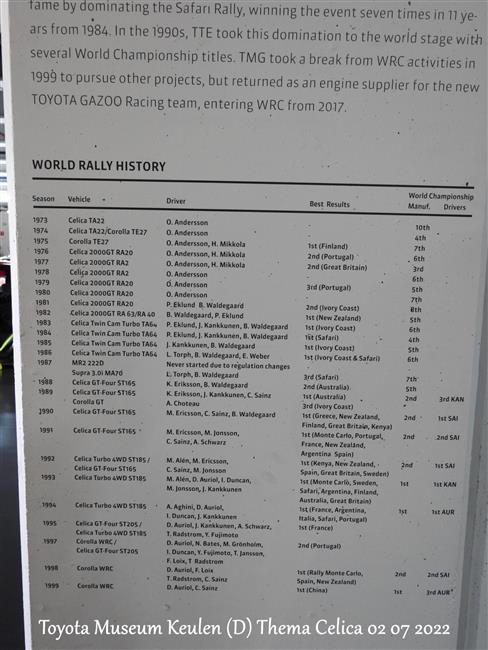 fame by dominating the Safari Rally, winning the event seven times in 11 ye-
ars from 1984. In the 1990s, TTE took this domination to the world stage with
several World Championship titles. TMG took a break from WRC activities in
1999 to pursue other projects, but returned as an engine supplier for the new
TOYOTA GAZOO Racing team, entering WRC from 2017.
WORLD RALLY HISTORY
World Championship
Season Vehicle Driver Best Results Manuf. Drivers
1973 Celica TA22 O. Andersson - 10th
1974 Celica TA22/Corolla TE27 O. Andersson - 4th
1975 Corolla TE27 O. Andersson, H. Mikkola 1st (Finland) 7th
1976 Celica 2000GT RA20 O. Andersson, H. Mikkola 2nd (Portugal) 6th
1977 Celica 2000GT RA2 O. Andersson, H. Mikkola 2nd (Great Britain) 3rd
1978 Celica 2000GT RA2 O. Andersson 6th
1979 Celica 2000GT RA20 O. Andersson 3rd (Portugal) 5th
1980 Celica 2000GT RA20 O. Andersson 7th
1981 Celica 2000GT RA20 P. Eklund B. Waldegaard 2nd (Ivory Coast) 8th
1982 Celica 2000GT RA 63/RA 40 B. Waldegaard, P. Eklund 1st (New Zealand) 5th
1983 Celica Twin Cam Turbo TA64 P. Eklund, J. Kankkunen, B. Waldegaard 1st (Ivory Coast) 6th
1984 Celica Twin Cam Turbo TA64 P. Eklund, J. Kankkunen, B. Waldegaard 1st (Safari) 4th
1985 Celica Twin Cam Turbo TA64 J. Kankkunen, B. Waldegaard 1st (Ivory Coast) 5th
1986 Celica Twin Cam Turbo TA64 L. Torph, B. Waldegaard, E. Weber 1st (Ivory Coast & Safari) 6th
1987 MR2 222D Never started due to regulation changes
Supra 3.0i MA70 L. Torph, B. Waldegaard 3rd (Safari) 7th
1988 Celica GT-Four ST165 K. Eriksson, B. Waldegaard 2nd (Australia) 5th
1989 Celica GT-Four ST165 K. Eriksson, J. Kankkunen, C. Sainz 1st (Australia) 2nd 3rd KAN
Corolla GT A. Choteau 3rd (Ivory Coast)
1990 Celica GT-Four ST165 M. Ericsson, C. Sainz, B. Waldegaard 1st (Greece, New Zealand, 2nd 1st SAI
Finland, Great Britain, Kenya)
1991 Celica GT-Four ST165 M. Ericsson, M. Jonsson, 1st (Monte Carlo, Portugal, 2nd 2nd SAI
C. Sainz, A. Schwarz France, New Zealand,
Argentina Spain)
1992 Celica Turbo 4WD ST185 / M. Alén, M. Ericsson, 1st (Kenya, New Zealand, 2nd 1st SAI
Celica GT-Four ST165 C. Sainz, M. Jonsson Spain, Great Britain, Sweden)
1993 Celica Turbo 4WD ST185 M. Alén, D. Auriol, I. Duncan, 1st (Monte Carlo, Sweden, 1st 1st KAN
M. Jonsson, J. Kankkunen Safari, Argentina, Finland,
Australia, Great Britain)
1994 Celica Turbo 4WD ST185 A. Aghini, D. Auriol, 1st (France, Argentina, 1st 1st AUR
I. Duncan, J. Kankkunen Italia, Safari, Portugal)
1995 Celica GT-Four ST205 / D. Auriol, J. Kankkunen, A. Schwarz, 1st (France)
Celica Turbo 4WD ST185 T. Radstrom, Y. Fujimoto
1997 Corolla WRC / D. Auriol, N. Bates, M. Grönholm, 2nd (Portugal)
Celica GT-Four ST205 I. Duncan, Y. Fujimoto, T. Jansson,
F. Loix, T Radstrom
1998 Corolla WRC D. Auriol, F. Loix 1st (Rally Monte Carlo, 2nd 2nd SAI
T. Redstrom, C. Sainz Spain, New Zealand)
1999 Corolla WRC D. Auriol, C. Sainz 1st (China) 1st 3rd AUR
Toyota Museum Keulen (D) Thema Celica 02 07 2022